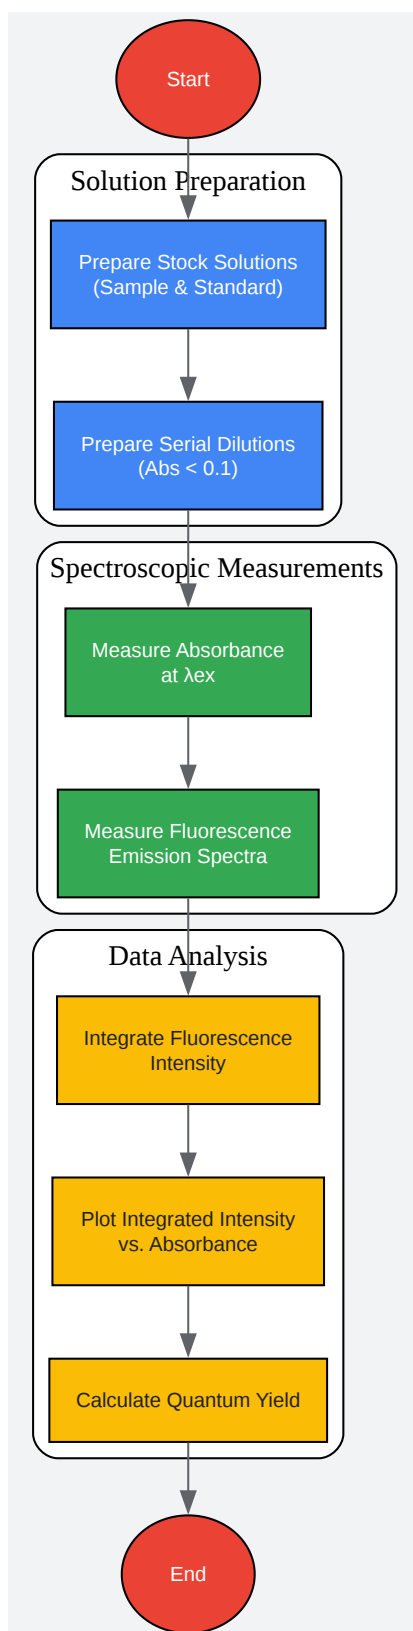 Start
Solution Preparation
Prepare Stock Solutions
(Sample & Standard)
Prepare Serial Dilutions
(Abs < 0.1)
Spectroscopic Measurements
Measure Absorbance
at λex
Measure Fluorescence
Emission Spectra
Data Analysis
Integrate Fluorescence
Intensity
Plot Integrated Intensity
vs. Absorbance
Calculate Quantum Yield
End